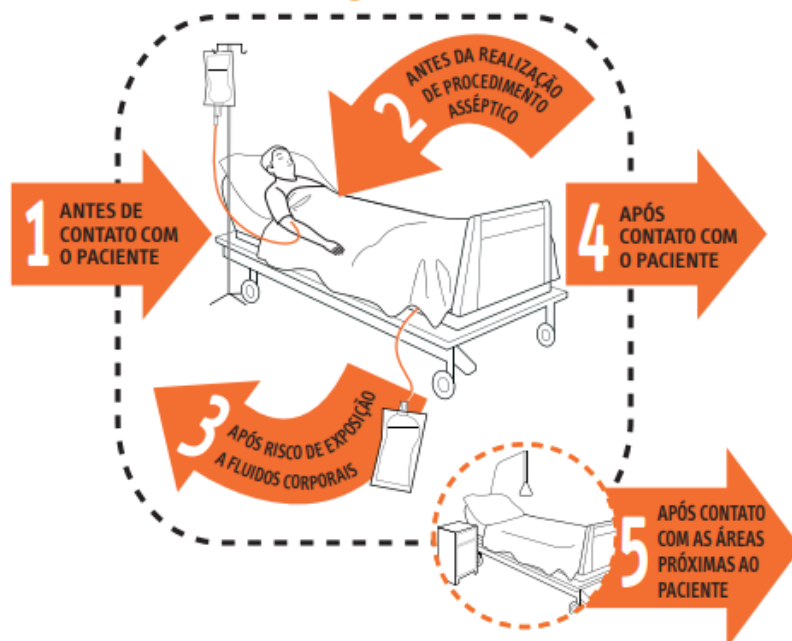 1
ANTES DE
CONTATO COM
O PACIENTE
2
ANTES DA REALIZAÇÃO
DE PROCEDIMENTO
ASSÉPTICO
3
APÓS RISCO DE EXPOSIÇÃO
A FLUIDOS CORPORAIS
4
APÓS
CONTATO COM
O PACIENTE
5
APÓS CONTATO
COM AS ÁREAS
PRÓXIMAS AO
PACIENTE